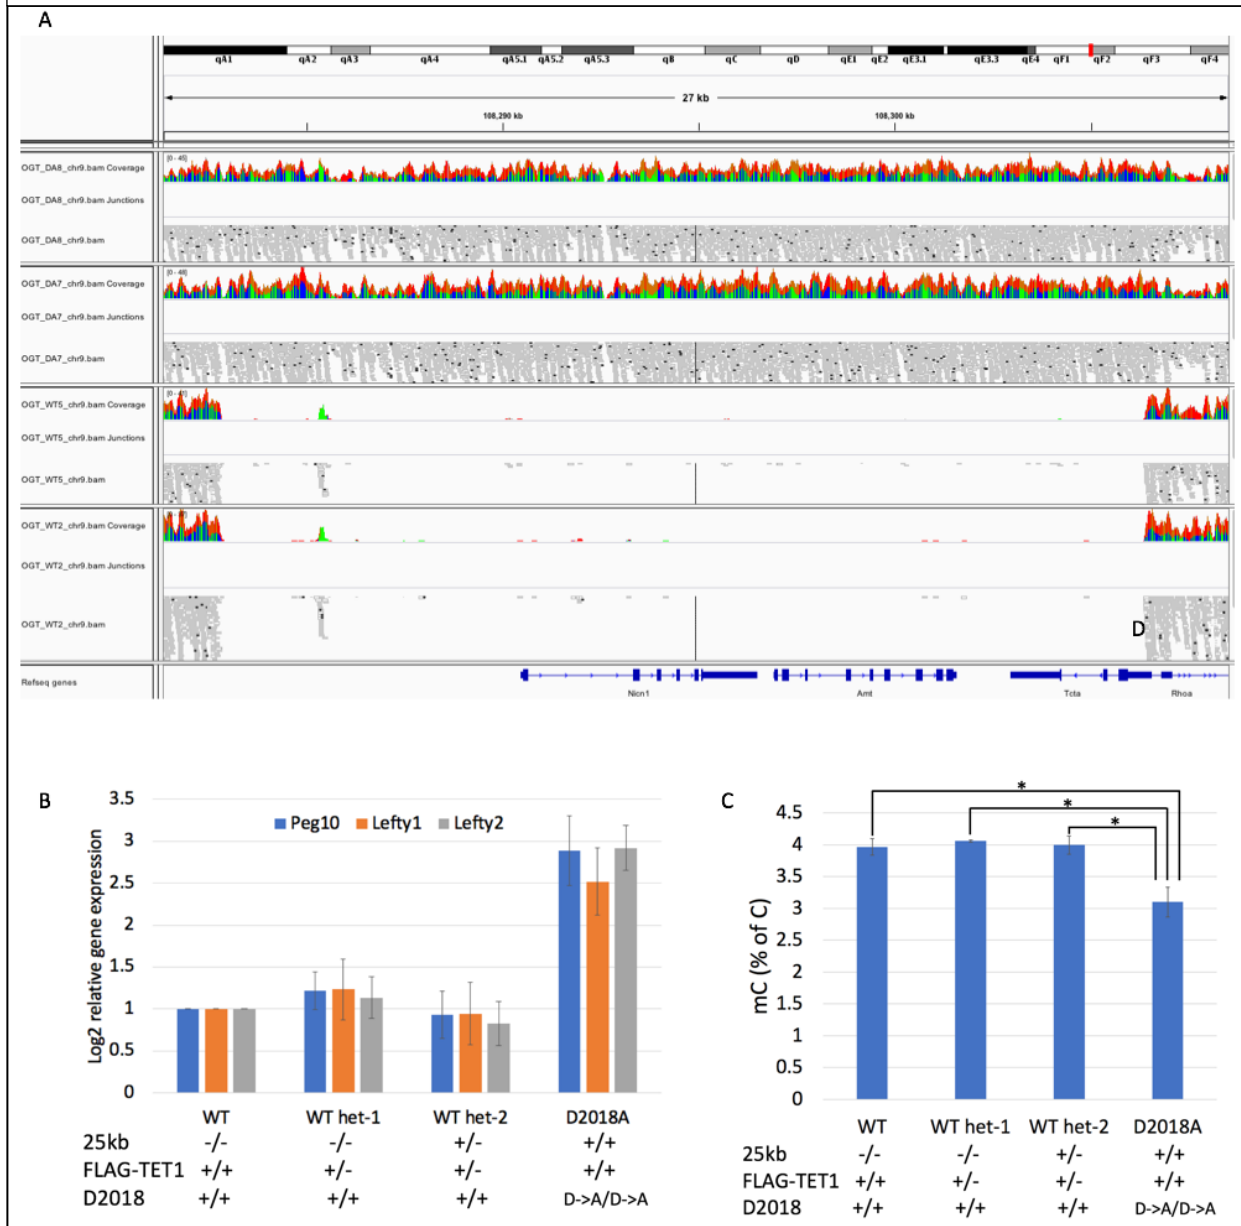 A
qA1 qA2 qA3 qA4 qA5.1 qA5.2 qA5.3 qB qC qD qE1 qE2 qE3.1 qE3.3 qE4 qF1 qF2 qF3 qF4
27 kb
108,290 kb 108,300 kb
OGT_DA8_chr9.bam Coverage [0 - 45]
OGT_DA8_chr9.bam Junctions
OGT_DA8_chr9.bam
OGT_DA7_chr9.bam Coverage [0 - 48]
OGT_DA7_chr9.bam Junctions
OGT_DA7_chr9.bam
OGT_WT5_chr9.bam Coverage
OGT_WT5_chr9.bam Junctions
OGT_WT5_chr9.bam
OGT_WT2_chr9.bam Coverage
OGT_WT2_chr9.bam Junctions
OGT_WT2_chr9.bam
D
Refseq genes
Nicn1 Amt Tcta Rhoa
B
Log2 relative gene expression
3.5
3
2.5
2
1.5
1
0.5
0
Peg10 Lefty1 Lefty2
WT WT het-1 WT het-2 D2018A
25kb -/- -/- +/- +/+
FLAG-TET1 +/+ +/- +/- +/+
D2018 +/+ +/+ +/+ D->A/D->A
C
mC (% of C)
4.5
4
3.5
3
2.5
2
1.5
1
0.5
0
*
*
*
WT WT het-1 WT het-2 D2018A
25kb -/- -/- +/- +/+
FLAG-TET1 +/+ +/- +/- +/+
D2018 +/+ +/+ +/+ D->A/D->A